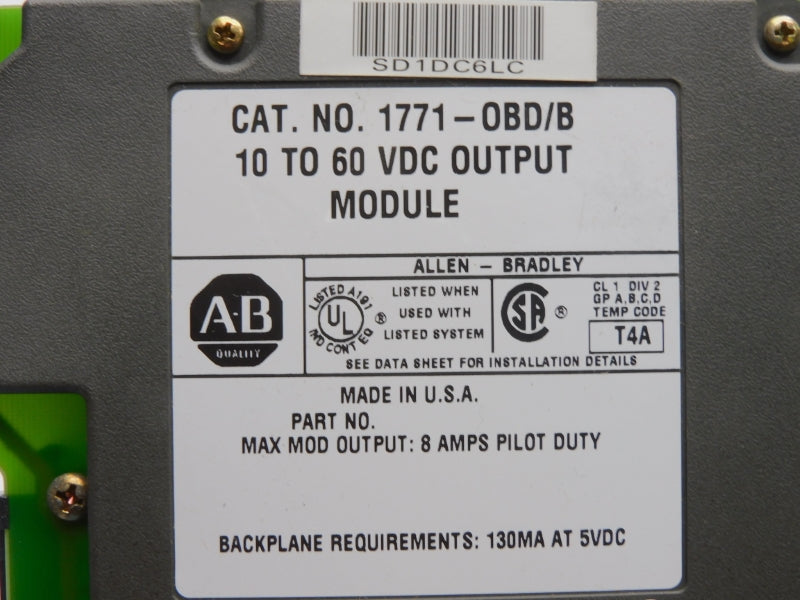 SD1DC6LC
CAT. NO. 1771-OBD/B
10 TO 60 VDC OUTPUT
MODULE
ALLEN - BRADLEY
AB
QUALITY
LISTED A191
UL
®
IND CONT EQ
LISTED WHEN
USED WITH
LISTED SYSTEM
SA
®
CL 1 DIV 2
GP A,B,C,D
TEMP CODE
T4A
SEE DATA SHEET FOR INSTALLATION DETAILS
MADE IN U.S.A.
PART NO.
MAX MOD OUTPUT: 8 AMPS PILOT DUTY
BACKPLANE REQUIREMENTS: 130MA AT 5VDC